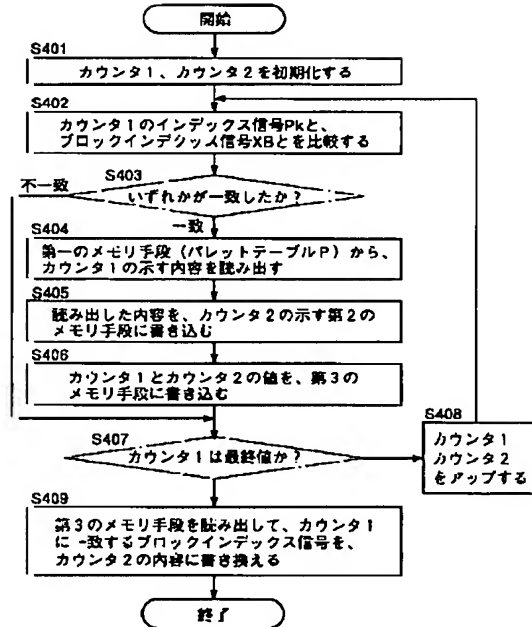 開始
S401
カウンタ1、カウンタ2を初期化する
S402
カウンタ1のインデックス信号Pkと、
ブロックインデックス信号XBとを比較する
S403
不一致
いずれかが一致したか?
一致
S404
第一のメモリ手段(パレットテーブルP)から、
カウンタ1の示す内容を読み出す
S405
読み出した内容を、カウンタ2の示す第2の
メモリ手段に書き込む
S406
カウンタ1とカウンタ2の値を、第3の
メモリ手段に書き込む
S407
カウンタ1は最終値か?
S408
カウンタ1
カウンタ2
をアップする
S409
第3のメモリ手段を読み出して、カウンタ1
に一致するブロックインデックス信号を、
カウンタ2の内容に書き換える
終了